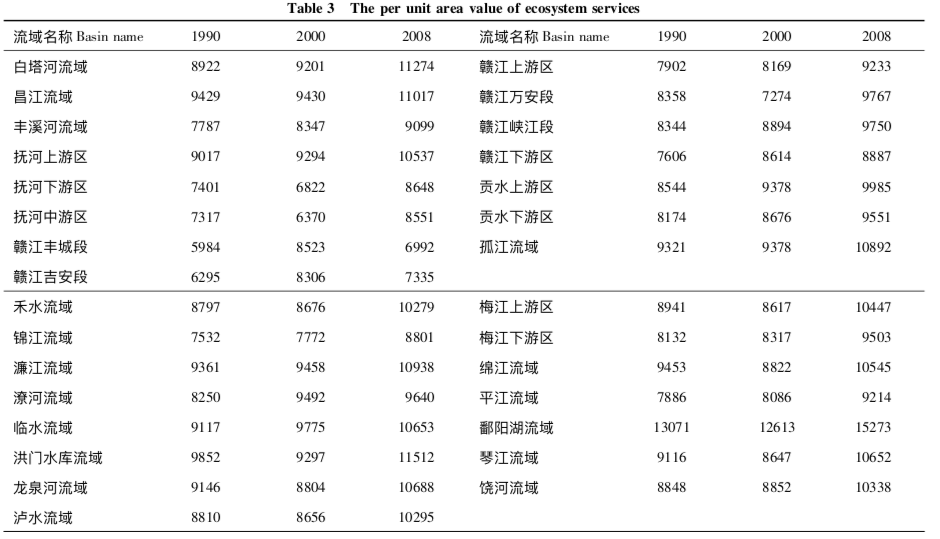 Table 3 The per unit area value of ecosystem services
流域名称 Basin name 1990 2000 2008 流域名称 Basin name 1990 2000 2008
白塔河流域 8922 9201 11274 赣江上游区 7902 8169 9233
昌江流域 9429 9430 11017 赣江万安段 8358 7274 9767
丰溪河流域 7787 8347 9099 赣江峡江段 8344 8894 9750
抚河上游区 9017 9294 10537 赣江下游区 7606 8614 8887
抚河下游区 7401 6822 8648 贡水上游区 8544 9378 9985
抚河中游区 7317 6370 8551 贡水下游区 8174 8676 9551
赣江丰城段 5984 8523 6992 孤江流域 9321 9378 10892
赣江吉安段 6295 8306 7335
禾水流域 8797 8676 10279 梅江上游区 8941 8617 10447
锦江流域 7532 7772 8801 梅江下游区 8132 8317 9503
濂江流域 9361 9458 10938 绵江流域 9453 8822 10545
潦河流域 8250 9492 9640 平江流域 7886 8086 9214
临水流域 9117 9775 10653 鄱阳湖流域 13071 12613 15273
洪门水库流域 9852 9297 11512 琴江流域 9116 8647 10652
龙泉河流域 9146 8804 10688 饶河流域 8848 8852 10338
泸水流域 8810 8656 10295